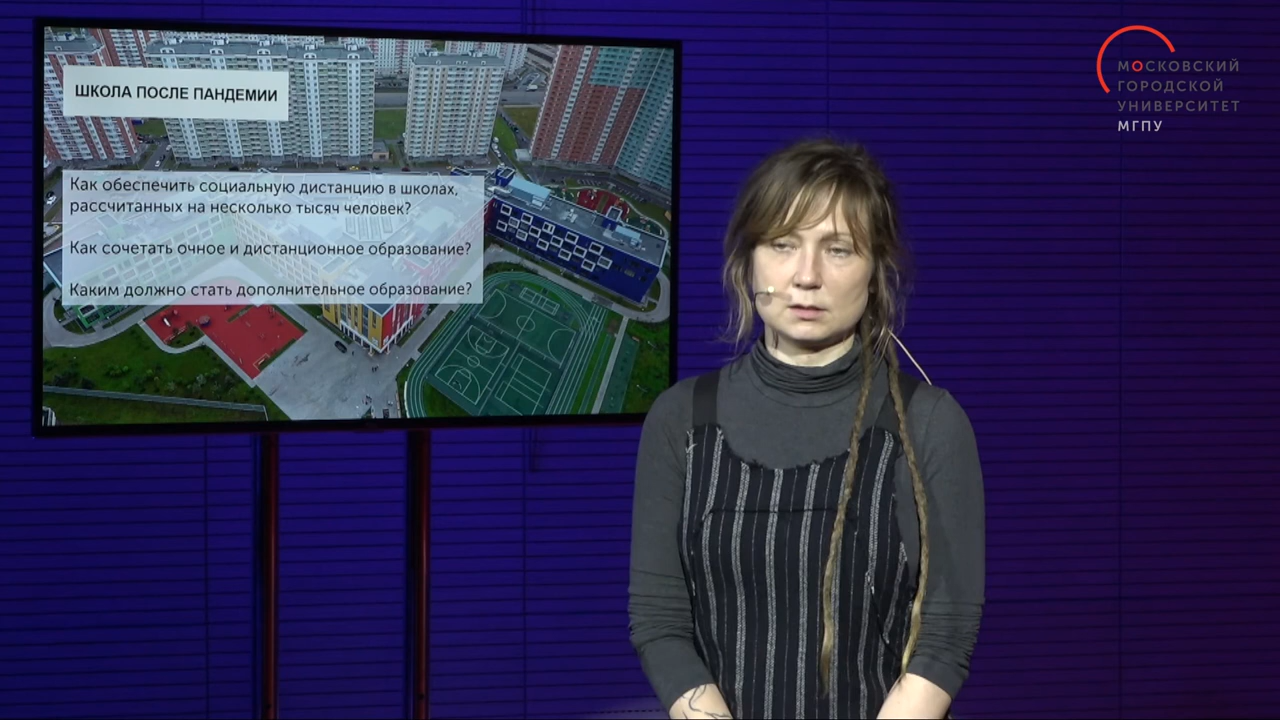 ШКОЛА ПОСЛЕ ПАНДЕМИИ
Как обеспечить социальную дистанцию в школах,
рассчитанных на несколько тысяч человек?
Как сочетать очное и дистанционное образование?
Каким должно стать дополнительное образование?
МОСКОВСКИЙ
ГОРОДСКОЙ
УНИВЕРСИТЕТ
МГПУ